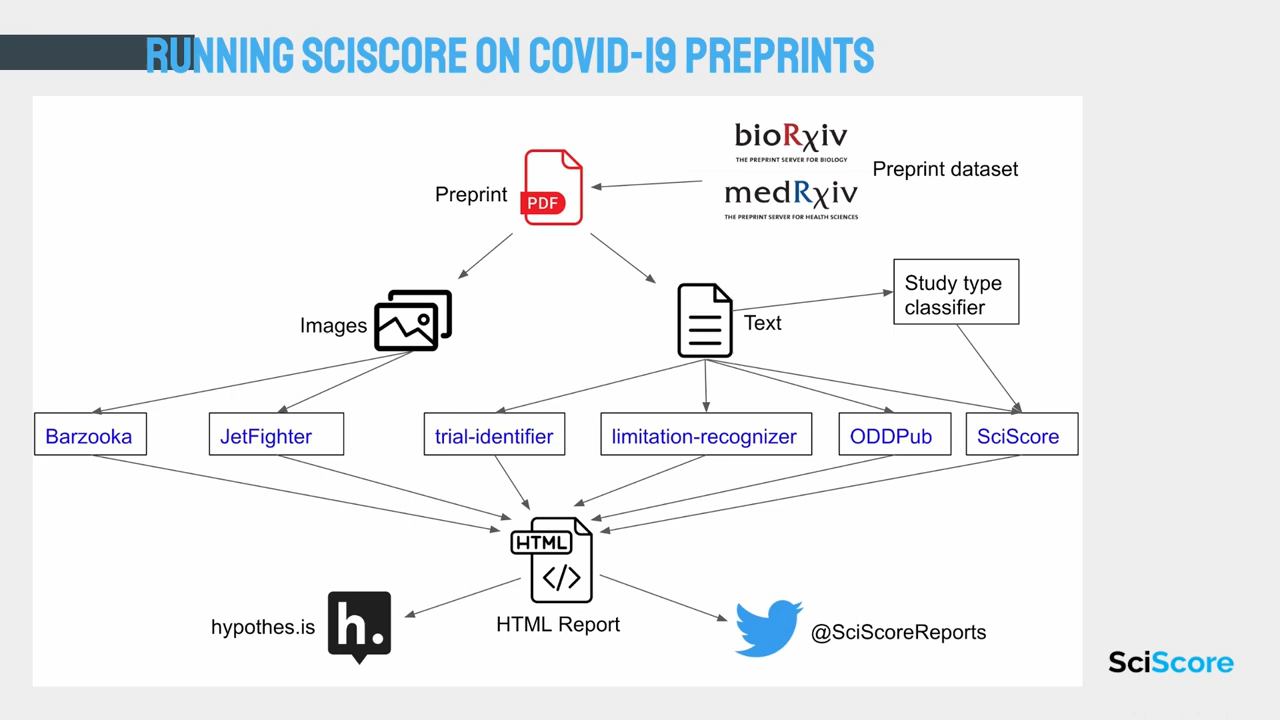 RUNNING SCISCORE ON COVID-19 PREPRINTS
bioRχiv
THE PREPRINT SERVER FOR BIOLOGY
Preprint dataset
medRχiv
THE PREPRINT SERVER FOR HEALTH SCIENCES
Preprint
PDF
Study type
classifier
Images
Text
Barzooka
JetFighter
trial-identifier
limitation-recognizer
ODDPub
SciScore
HTML
</>
HTML Report
hypothes.is
h.
@SciScoreReports
SciScore